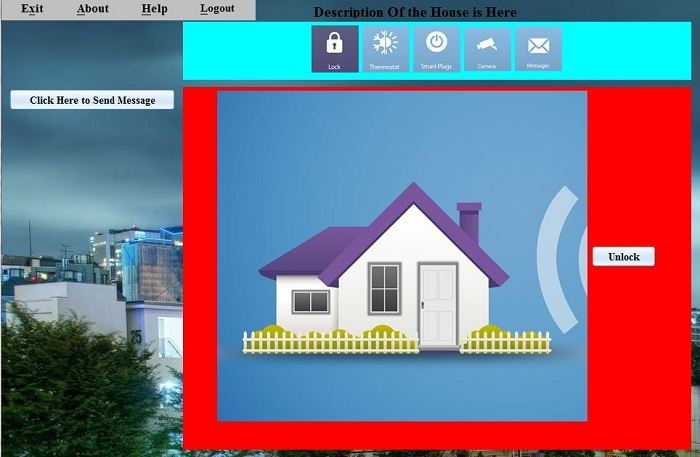 Exit About Help Logout
Description Of the House is Here
Lock Thermostat Smart Plugs Camera Messages
Click Here to Send Message
Unlock
75